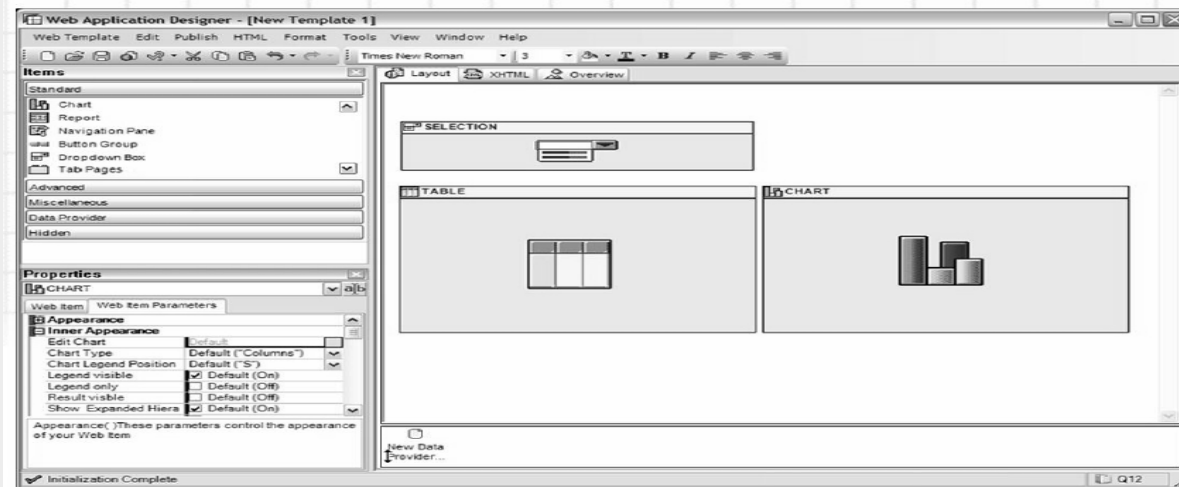 Web Application Designer - [New Template 1]
Web Template Edit Publish HTML Format Tools View Window Help
Times New Roman 3 T B I
Items
Standard
Chart
Report
Navigation Pane
Button Group
Dropdown Box
Tab Pages
Advanced
Miscellaneous
Data Provider
Hidden
Properties
CHART
a|b
Web Item Web Item Parameters
Appearance
Inner Appearance
Edit Chart Default
Chart Type Default ("Columns")
Chart Legend Position Default ("S")
Legend visible Default (On)
Legend only Default (Off)
Result visble Default (Off)
Show Expanded Hiera Default (On)
Appearance( )These parameters control the appearance
of your Web Item
Layout XHTML Overview
SELECTION
TABLE
CHART
New Data
Provider...
Initialization Complete
Q12